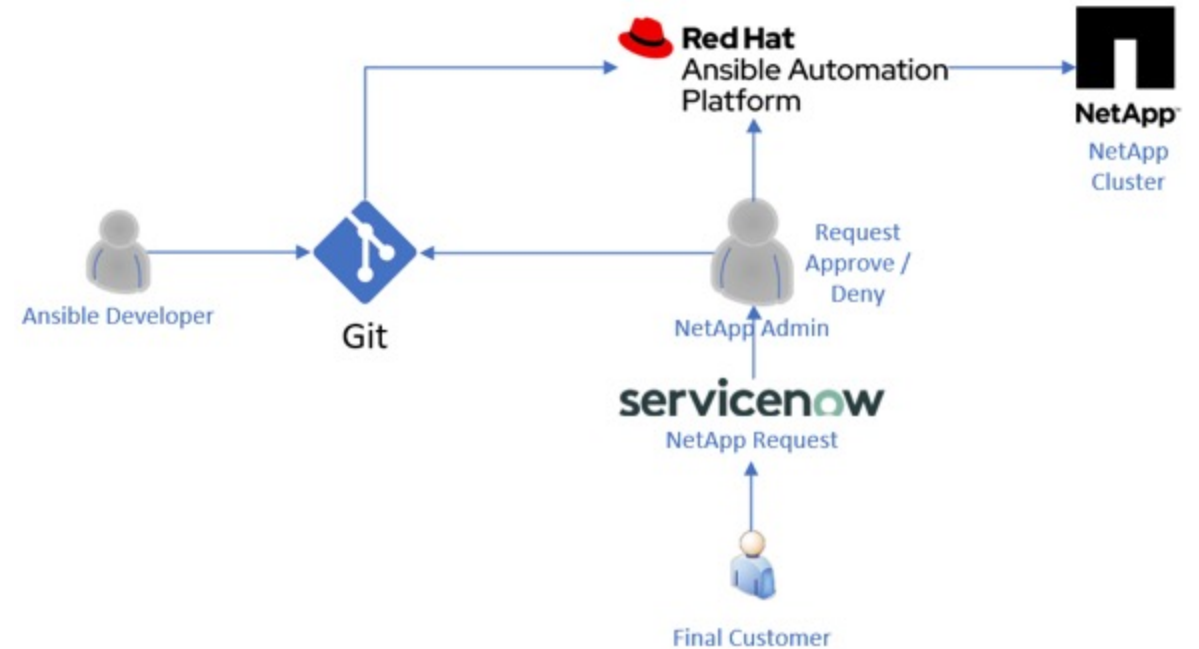 Red Hat
Ansible Automation
Platform
NetApp™
NetApp
Cluster
Request
Approve /
Deny
Ansible Developer
Git
NetApp Admin
servicenow
NetApp Request
Final Customer